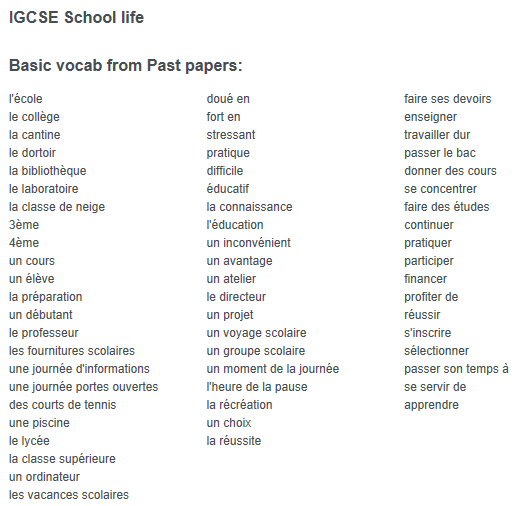 IGCSE School life
Basic vocab from Past papers:
l'école
le collège
la cantine
le dortoir
la bibliothèque
le laboratoire
la classe de neige
3ème
4ème
un cours
un élève
la préparation
un débutant
le professeur
les fournitures scolaires
une journée d'informations
une journée portes ouvertes
des courts de tennis
une piscine
le lycée
la classe supérieure
un ordinateur
les vacances scolaires
doué en
fort en
stressant
pratique
difficile
éducatif
la connaissance
l'éducation
un inconvénient
un avantage
un atelier
le directeur
un projet
un voyage scolaire
un groupe scolaire
un moment de la journée
l'heure de la pause
la récréation
un choix
la réussite
faire ses devoirs
enseigner
travailler dur
passer le bac
donner des cours
se concentrer
faire des études
continuer
pratiquer
participer
financer
profiter de
réussir
s'inscrire
sélectionner
passer son temps à
se servir de
apprendre